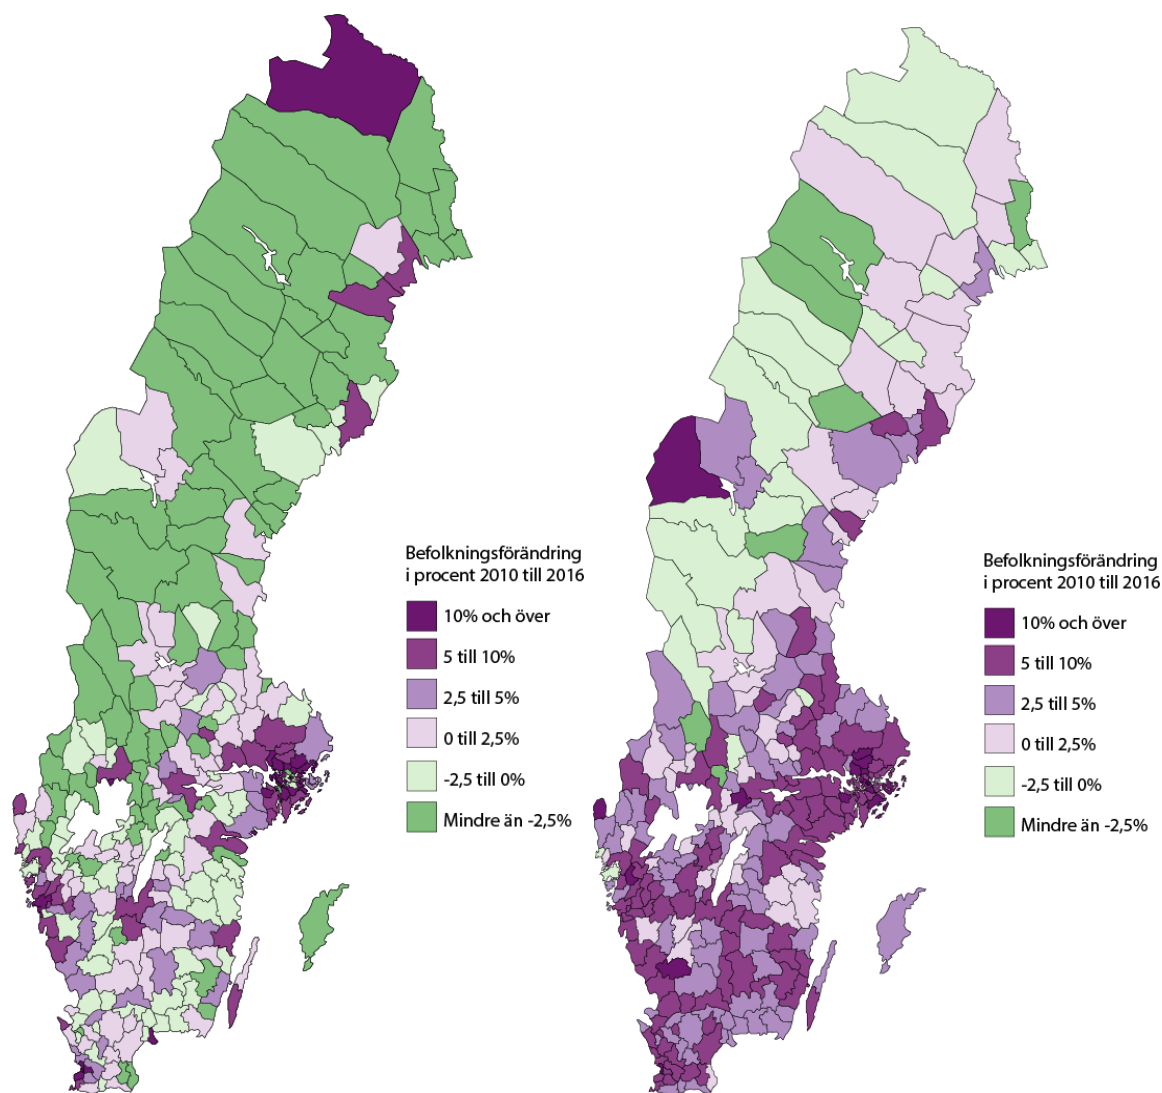 Befolkningsförändring
i procent 2010 till 2016
10% och över
5 till 10%
2,5 till 5%
0 till 2,5%
-2,5 till 0%
Mindre än -2,5%
Befolkningsförändring
i procent 2010 till 2016
10% och över
5 till 10%
2,5 till 5%
0 till 2,5%
-2,5 till 0%
Mindre än -2,5%